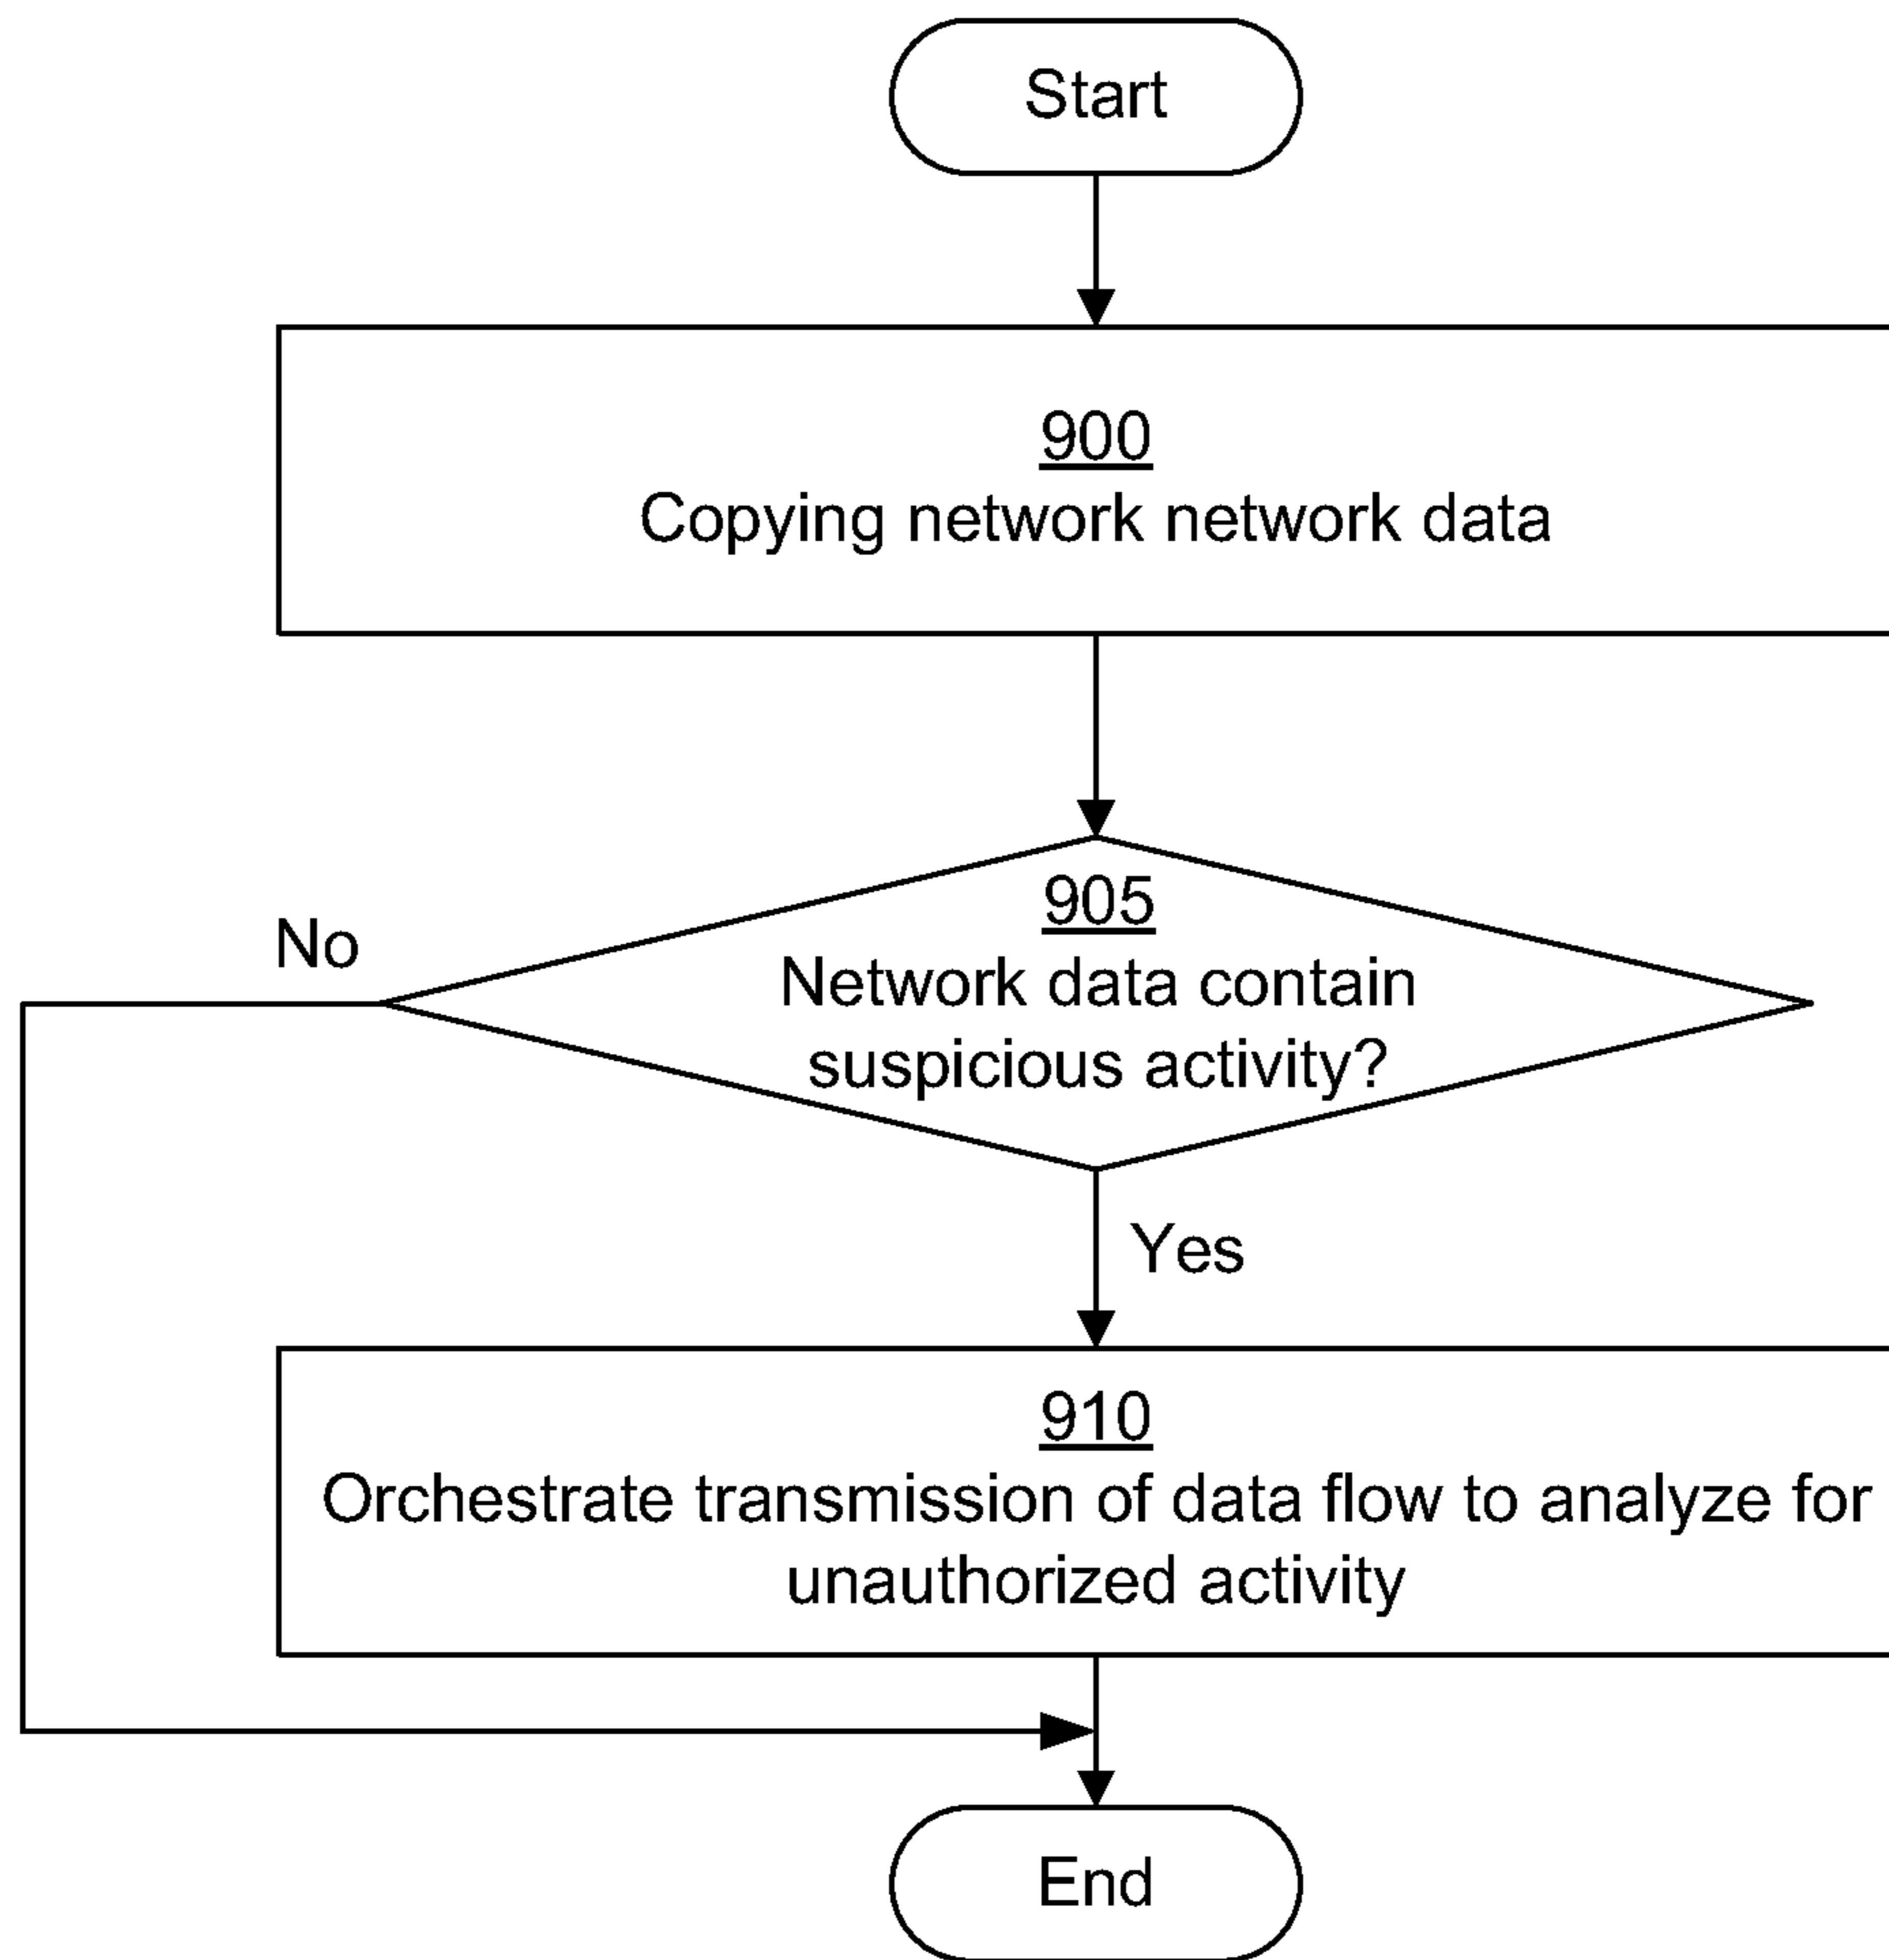 Start
900
Copying network network data
905
Network data contain
suspicious activity?
No
Yes
910
Orchestrate transmission of data flow to analyze for
unauthorized activity
End